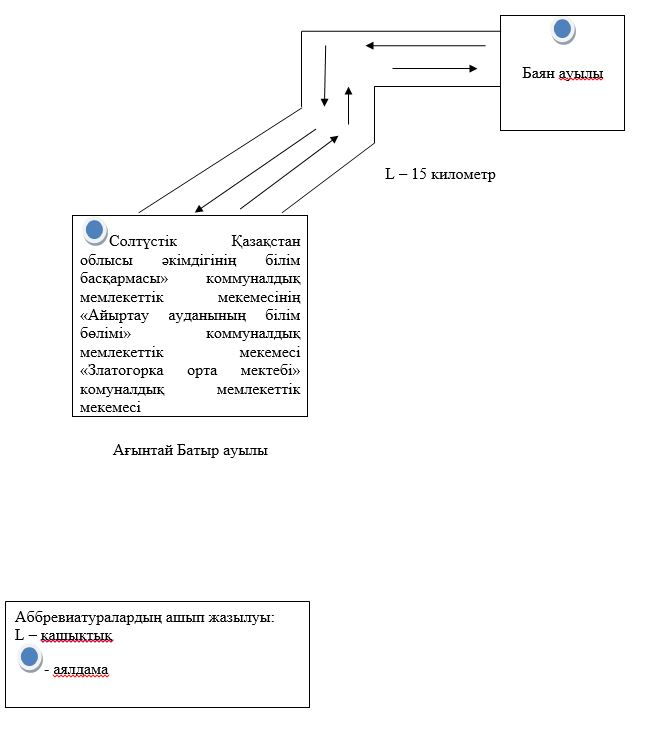 Баян ауылы
L – 15 километр
Солтүстік Қазақстан
облысы әкімдігінің білім
басқармасы» коммуналдық
мемлекеттік мекемесінің
«Айыртау ауданының білім
бөлімі» коммуналдық
мемлекеттік мекемесі
«Златогорка орта мектебі»
комуналдық мемлекеттік
мекемесі
Ағынтай Батыр ауылы
Аббревиатуралардың ашып жазылуы:
L – қашықтық
- аялдама